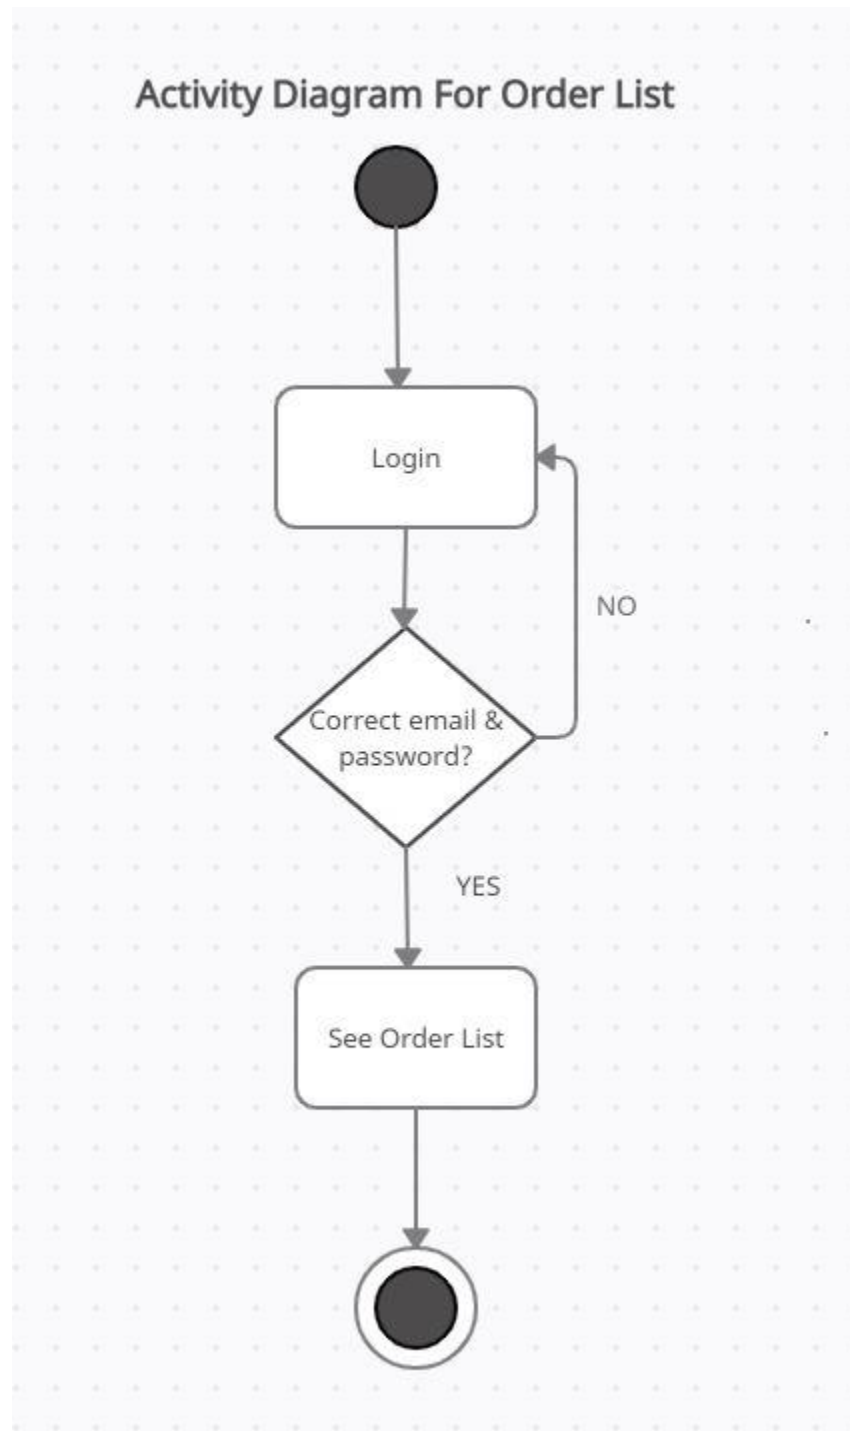 Activity Diagram For Order List
Login
NO
Correct email &
password?
YES
See Order List